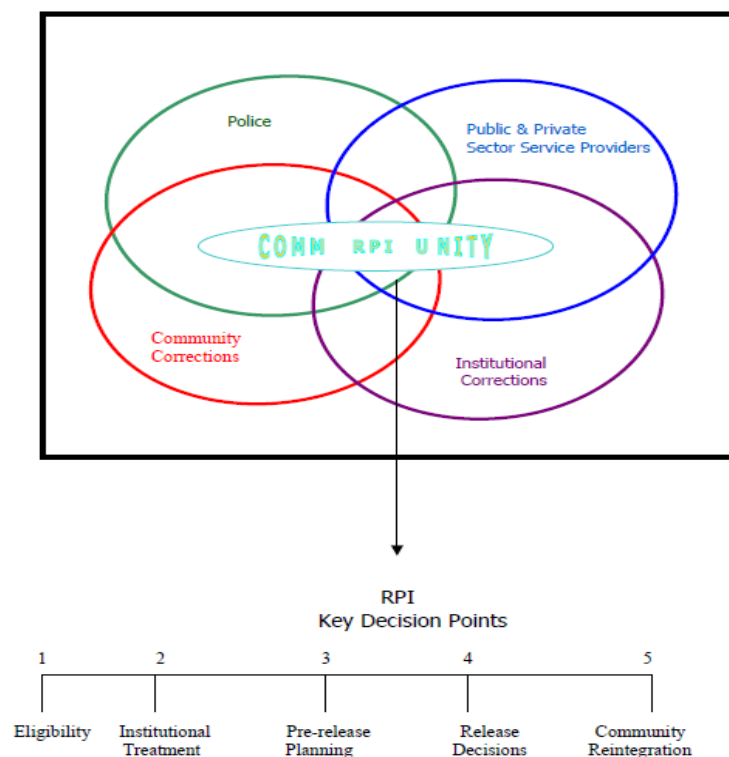 Police
Public & Private
Sector Service Providers
COMM RPI UNITY
Community
Corrections
Institutional
Corrections
RPI
Key Decision Points
1 2 3 4 5
Eligibility Institutional Pre-release Release Community
Treatment Planning Decisions Reintegration